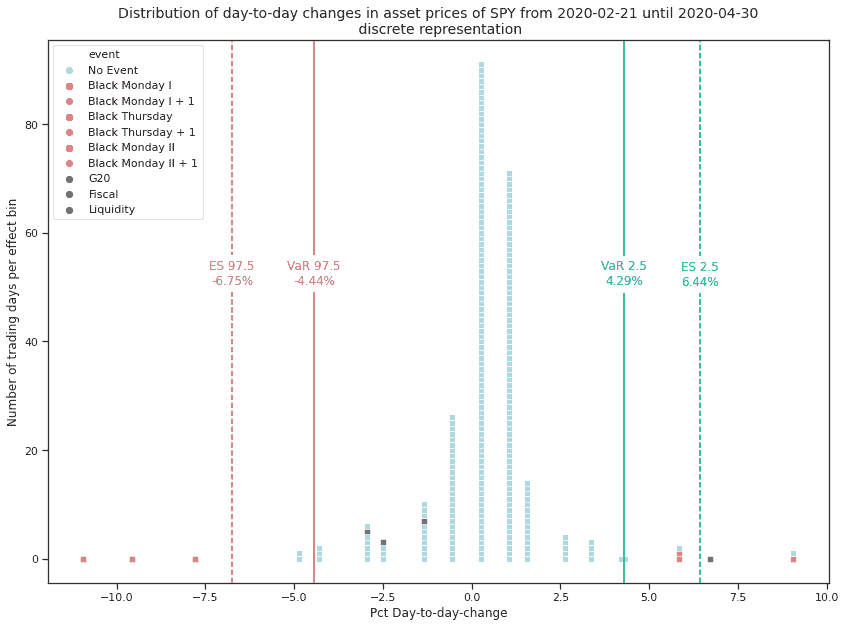 Distribution of day-to-day changes in asset prices of SPY from 2020-02-21 until 2020-04-30
discrete representation
event
No Event
Black Monday I
Black Monday I + 1
Black Thursday
Black Thursday + 1
Black Monday II
Black Monday II + 1
G20
Fiscal
Liquidity
ES 97.5
-6.75%
VaR 97.5
-4.44%
VaR 2.5
4.29%
ES 2.5
6.44%
Number of trading days per effect bin
80
60
40
20
0
−10.0
−7.5
−5.0
−2.5
0.0
2.5
5.0
7.5
10.0
Pct Day-to-day-change